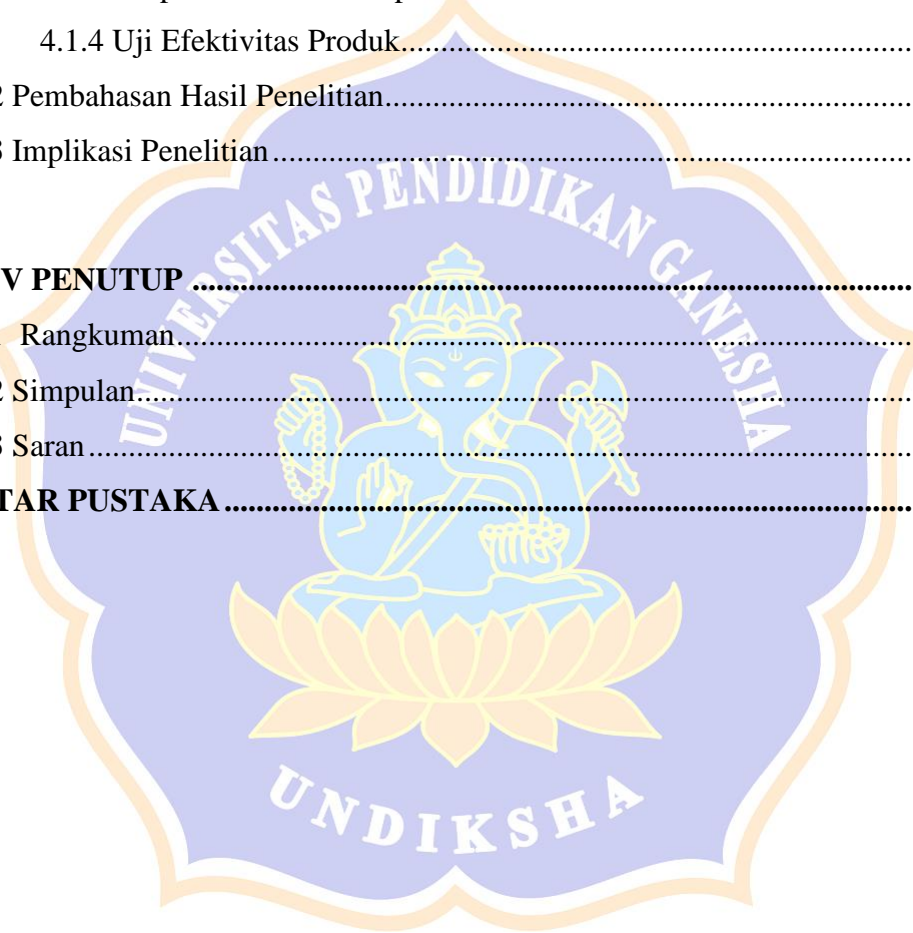 4.1.4 Uji Efektivitas Produk
2 Pembahasan Hasil Penelitian
3 Implikasi Penelitian
UNIVERSITAS PENDIDIKAN GANESHA
V PENUTUP
Rangkuman
2 Simpulan
3 Saran
TAR PUSTAKA
UNDIKSHA